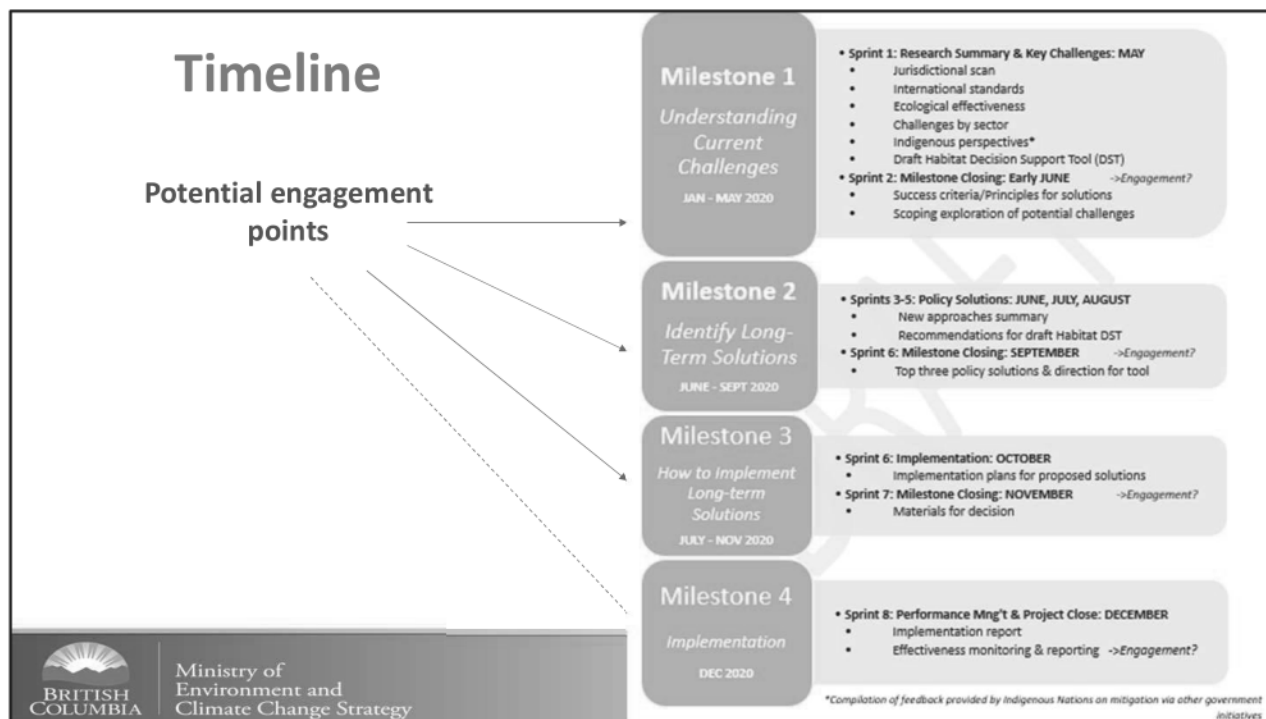 Timeline
Potential engagement
points
Milestone 1
Understanding
Current
Challenges
JAN - MAY 2020
• Sprint 1: Research Summary & Key Challenges: MAY
• Jurisdictional scan
• International standards
• Ecological effectiveness
• Challenges by sector
• Indigenous perspectives*
• Draft Habitat Decision Support Tool (DST)
• Sprint 2: Milestone Closing: Early JUNE ->Engagement?
• Success criteria/Principles for solutions
• Scoping exploration of potential challenges
Milestone 2
Identify Long-
Term Solutions
JUNE - SEPT 2020
• Sprints 3-5: Policy Solutions: JUNE, JULY, AUGUST
• New approaches summary
• Recommendations for draft Habitat DST
• Sprint 6: Milestone Closing: SEPTEMBER ->Engagement?
• Top three policy solutions & direction for tool
Milestone 3
How to Implement
Long-term
Solutions
JULY - NOV 2020
• Sprint 6: Implementation: OCTOBER
• Implementation plans for proposed solutions
• Sprint 7: Milestone Closing: NOVEMBER ->Engagement?
• Materials for decision
Milestone 4
Implementation
DEC 2020
• Sprint 8: Performance Mng't & Project Close: DECEMBER
• Implementation report
• Effectiveness monitoring & reporting ->Engagement?
*Compilation of feedback provided by Indigenous Nations on mitigation via other government
initiatives
BRITISH
COLUMBIA
Ministry of
Environment and
Climate Change Strategy
DRAFT